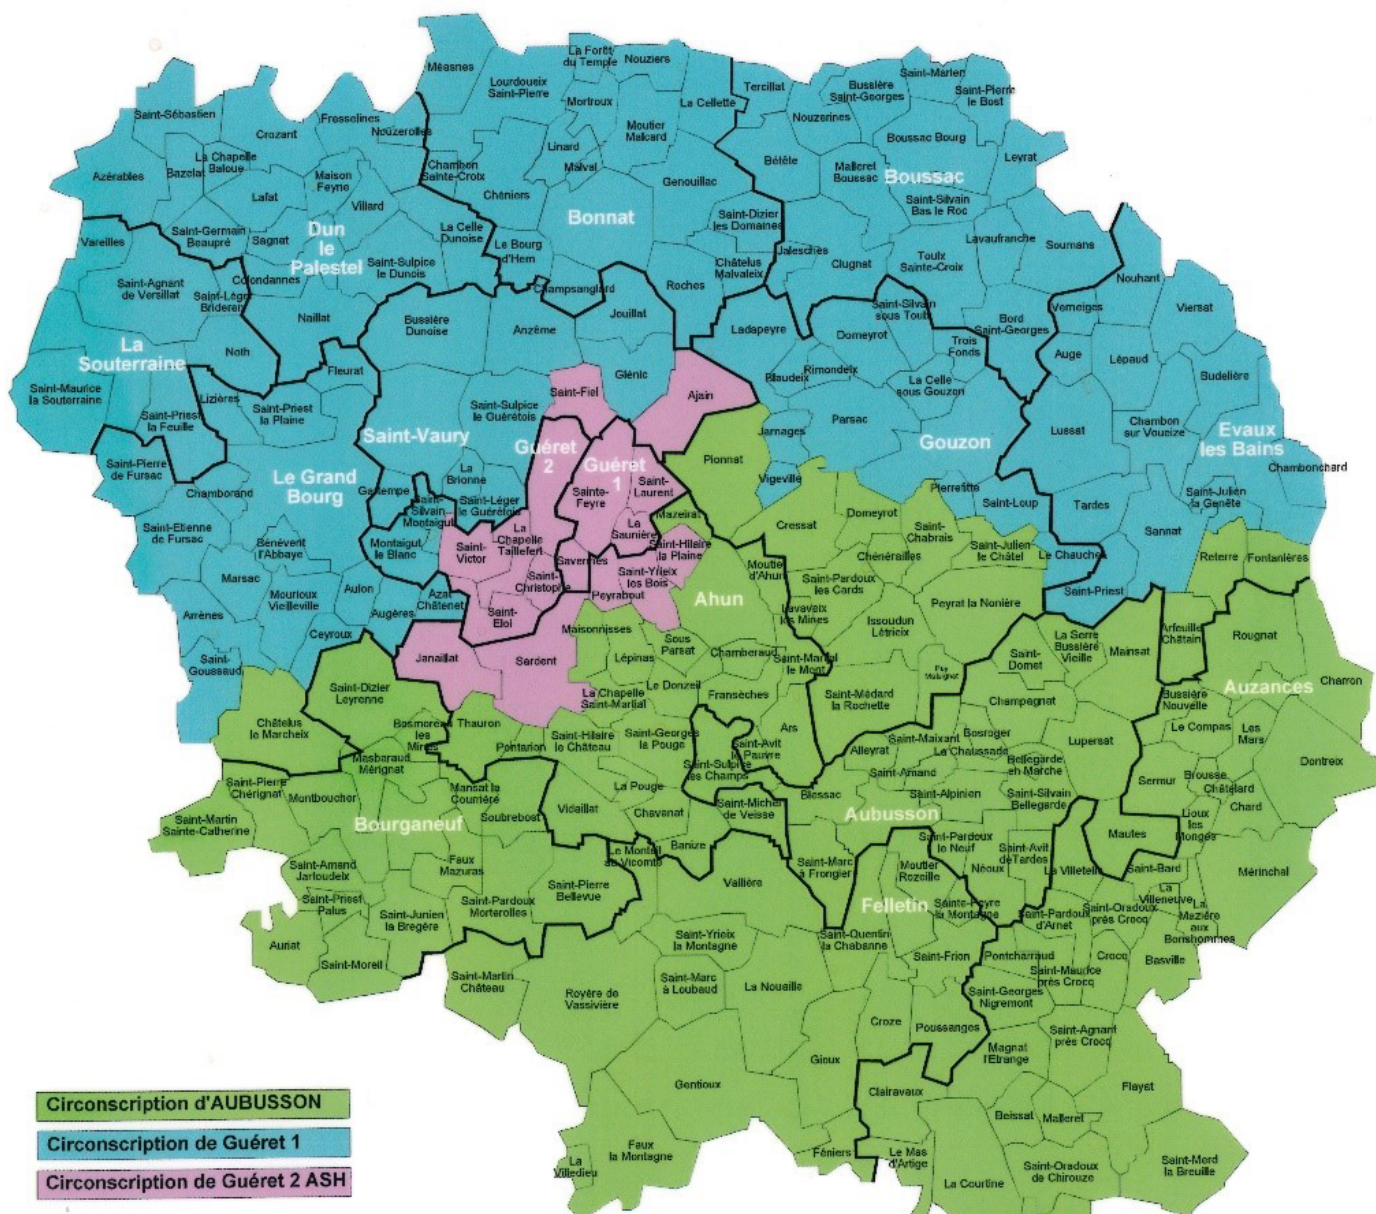 Méasnes
La Forêt
du Temple
Nouziers
Lourdoueix
Saint-Pierre
Mortroux
La Cellette
Tercillat
Bussière
Saint-Georges
Saint-Marien
Saint-Pierre
le Bost
Saint-Sébastien
Crozant
Fresselines
Nouzerolles
Linard
Malval
Moutier
Malcard
Nouzerines
Boussac Bourg
Leyrat
Azérables
Bazelat
La Chapelle
Baloue
Maison
Feyne
Chambon
Sainte-Croix
Chéniers
Genouillac
Bétête
Malleret
Boussac
Boussac
Lafat
Villard
La Celle
Dunoise
Bonnat
Saint-Dizier
les Domaines
Saint-Silvain
Bas le Roc
Vareilles
Saint-Germain
Beaupré
Sagnat
Dun
le
Palestel
Saint-Sulpice
le Dunois
Le Bourg
d'Hem
Châtelus
Malvaleix
Jalesches
Clugnat
Toulx
Sainte-Croix
Lavaufranche
Soumans
Saint-Agnant
de Versillat
Saint-Léger
Briderer
Colondannes
Naillat
Champsanglard
Roches
Nouhant
Viersat
Verneiges
Bussière
Dunoise
Anzême
Jouillat
Ladapeyre
Domeyrot
Saint-Silvain
sous Toulx
Bord
Saint-Georges
Trois
Fonds
Auge
Lépaud
Budelière
La
Souterraine
Noth
Fleurat
Glénic
Blaudeix
Rimondeix
La Celle
sous Gouzon
Saint-Maurice
la Souterraine
Saint-Priest
la Feuille
Lizières
Saint-Priest
la Plaine
Saint-Sulpice
le Guérétois
Saint-Fiel
Ajain
Jarnages
Parsac
Gouzon
Lussat
Chambon
sur Voueize
Evaux
les Bains
Saint-Vaury
Guéret
2
Guéret
1
Pionnat
Saint-Pierre
de Fursac
Chamborand
Le Grand
Bourg
Gartempe
La
Brionne
Sainte-
Feyre
Saint-
Laurent
Vigeville
Pierrefitte
Saint-Loup
Tardes
Saint-Julien
la Genête
Chambonchard
Saint-Etienne
de Fursac
Bénévent
l'Abbaye
Saint-
Silvain
Montaigut
Saint-Léger
le Guérétois
La
Saunière
Mazeirat
Cressat
Domeyrot
Saint-
Chabrais
Sannat
Montaigut
le Blanc
Saint-
Victor
La
Chapelle
Taillefert
Savennes
Saint-Hilaire
la Plaine
Chénérailles
Saint-Julien
le Châtel
Le Chauchet
Reterre
Fontanières
Marsac
Mourioux
Vieilleville
Aulon
Augères
Azat
Châtenet
Saint-
Christophe
Saint-
Eloi
Saint-Yrieix
les Bois
Peyrabout
Moutier
d'Ahun
Ahun
Saint-Pardoux
les Cards
Peyrat la Nonière
Saint-Priest
Arrènes
Ceyroux
Maisonnisses
Lavaveix
les Mines
Issoudun
Létrieix
La Serre
Bussière
Vieille
Mainsat
Arfeuille
Châtain
Rougnat
Saint-
Goussaud
Janaillat
Sardent
Lépinas
Sous
Parsat
Chamberaud
Saint-Martial
le Mont
Puy
Malsignat
Saint-
Domet
Auzances
Charron
Saint-Dizier
Leyrenne
La Chapelle
Saint-Martial
Le Donzeil
Fransèches
Saint-Médard
la Rochette
Champagnat
Bussière
Nouvelle
Châtelus
le Marcheix
Bosmoreau
les
Mines
Thauron
Pontarion
Saint-Hilaire
le Château
Saint-Georges
la Pouge
Ars
Saint-Avit
le Pauvre
Alleyrat
Saint-Maixant
La Chaussade
Bosroger
Lupersat
Le Compas
Les
Mars
Dontreix
Masbaraud
Mérignat
Saint-Sulpice
les Champs
Saint-Amand
Bellegarde
en Marche
Sermur
Brousse
Châtelard
Saint-Pierre
Chérignat
Montboucher
Mansat la
Courrière
La Pouge
Blessac
Saint-Alpinien
Saint-Silvain
Bellegarde
Chard
Saint-Martin
Sainte-Catherine
Bourganeuf
Soubrebost
Vidaillat
Chavanat
Saint-Michel
de Veisse
Aubusson
Lioux
les
Monges
Le Monteil
au Vicomte
Banize
Saint-Pardoux
le Neuf
Saint-Avit
de Tardes
Mautes
Saint-Amand
Jartoudeix
Faux
Mazuras
Vallière
Saint-Marc
à Frongier
Moutier
Rozeille
Néoux
La Villetelle
Saint-Bard
Mérinchal
Saint-Priest
Palus
Saint-Junien
la Bregère
Saint-Pardoux
Morterolles
Saint-Pierre
Bellevue
Felletin
Sainte-Feyre
la Montagne
Saint-Pardoux
d'Arnet
Saint-Oradoux
près Crocq
La
Villeneuve
La
Mazière
aux
Bonshommes
Auriat
Saint-Moreil
Saint-Yrieix
la Montagne
Saint-Quentin
la Chabanne
Saint-Frion
Pontcharraud
Crocq
Basville
Saint-Martin
Château
Saint-Marc
à Loubaud
La Nouaille
Saint-Maurice
près Crocq
Saint-Georges
Nigremont
Royère de
Vassivière
Croze
Poussanges
Saint-Agnant
près Crocq
Magnat
l'Etrange
Gioux
Gentioux
Clairavaux
Flayat
Beissat
Malleret
Faux
la Montagne
La
Villedieu
Féniers
Le Mas
d'Artige
La Courtine
Saint-Oradoux
de Chirouze
Saint-Merd
la Breuille
Circonscription d'AUBUSSON
Circonscription de Guéret 1
Circonscription de Guéret 2 ASH